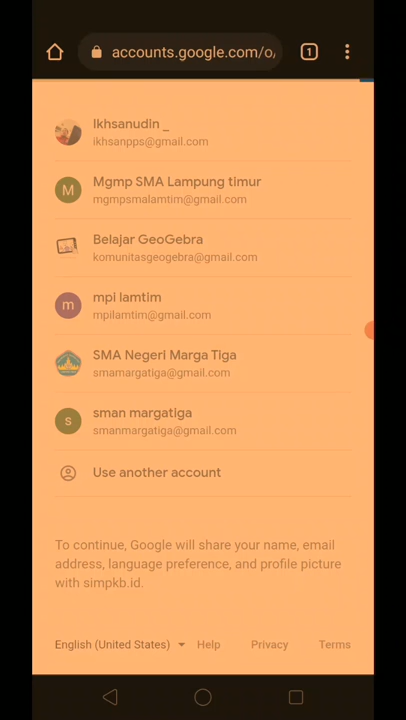 accounts.google.com/o/
1
Ikhsanudin _
ikhsanpps@gmail.com
M
Mgmp SMA Lampung timur
mgmpsmalamtim@gmail.com
Belajar GeoGebra
komunitasgeogebra@gmail.com
m
mpi lamtim
mpilamtim@gmail.com
SMA Negeri Marga Tiga
smamargatiga@gmail.com
s
sman margatiga
smanmargatiga@gmail.com
Use another account
To continue, Google will share your name, email
address, language preference, and profile picture
with simpkb.id.
English (United States) Help Privacy Terms